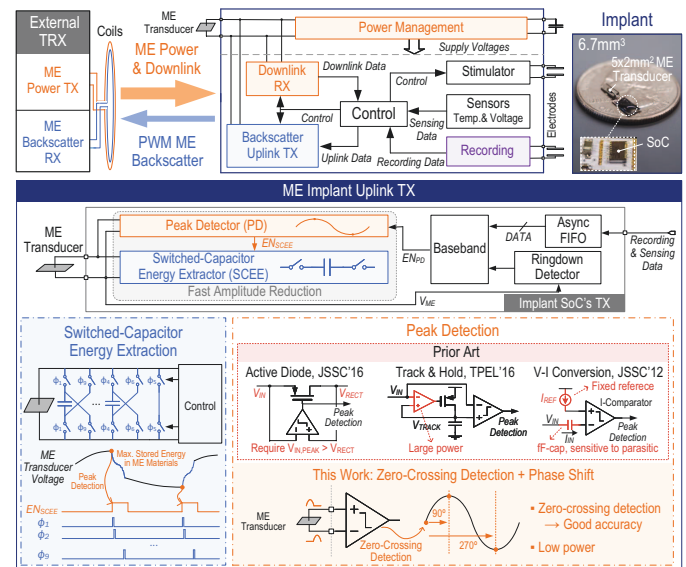 External
TRX
ME
Power TX
ME
Backscatter
RX
Coils
ME Power
& Downlink
PWM ME
Backscatter
ME
Transducer
Power Management
Supply Voltages
Downlink
RX
Downlink Data
Control
Stimulator
Control
Control
Sensors
Temp.& Voltage
Sensing
Data
Backscatter
Uplink TX
Uplink Data
Recording Data
Recording
Electrodes
Implant
6.7mm³
5x2mm² ME
Transducer
SoC
ME Implant Uplink TX
ME
Transducer
Peak Detector (PD)
EN_SCEE
Switched-Capacitor
Energy Extractor (SCEE)
Fast Amplitude Reduction
EN_PD
Baseband
DATA
Async
FIFO
Ringdown
Detector
Recording
& Sensing
Data
V_ME
Implant SoC's TX
Switched-Capacitor
Energy Extraction
ϕ1 ϕ9 ϕ4 ϕ6 ϕ5
...
Control
ME
Transducer
Voltage
Max. Stored Energy
in ME Materials
Peak
Detection
EN_SCEE
ϕ1
ϕ2
...
ϕ9
Peak Detection
Prior Art
Active Diode, JSSC'16
V_IN
V_RECT
Peak
Detection
Require V_IN,PEAK > V_RECT
Track & Hold, TPEL'16
V_IN
V_TRACK
Large power
Peak
Detection
V-I Conversion, JSSC'12
Fixed referece
I_REF
I-Comparator
V_IN
I_IN
Peak
Detection
fF-cap, sensitive to parasitic
This Work: Zero-Crossing Detection + Phase Shift
ME
Transducer
Zero-Crossing
Detection
90º
270º
▪ Zero-crossing detection
→ Good accuracy
▪ Low power